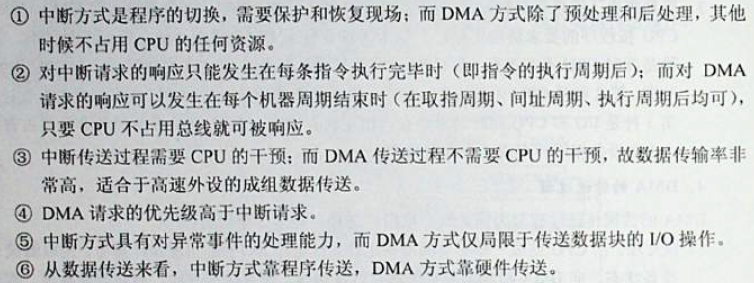 ① 中断方式是程序的切换，需要保护和恢复现场；而 DMA 方式除了预处理和后处理，其他
时候不占用 CPU 的任何资源。
② 对中断请求的响应只能发生在每条指令执行完毕时（即指令的执行周期后）；而对 DMA
请求的响应可以发生在每个机器周期结束时（在取指周期、间址周期、执行周期后均可），
只要 CPU 不占用总线就可被响应。
③ 中断传送过程需要 CPU 的干预；而 DMA 传送过程不需要 CPU 的干预，故数据传输率非
常高，适合于高速外设的成组数据传送。
④ DMA 请求的优先级高于中断请求。
⑤ 中断方式具有对异常事件的处理能力，而 DMA 方式仅局限于传送数据块的 I/O 操作。
⑥ 从数据传送来看，中断方式靠程序传送，DMA 方式靠硬件传送。